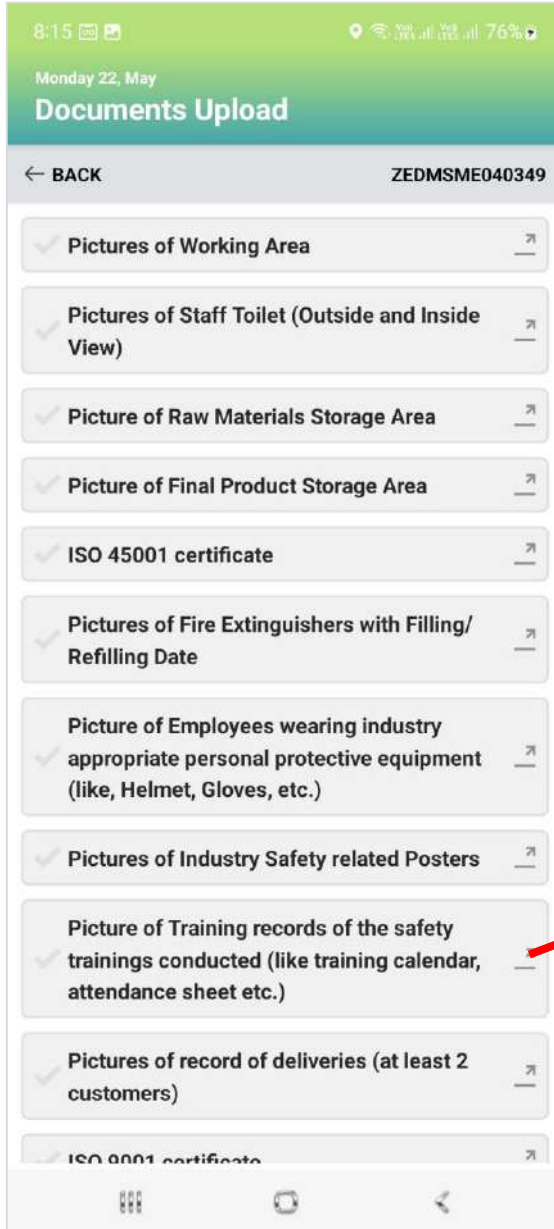 8:15 76%
Monday 22, May
Documents Upload
← BACK ZEDMSME040349
Pictures of Working Area
Pictures of Staff Toilet (Outside and Inside
View)
Picture of Raw Materials Storage Area
Picture of Final Product Storage Area
ISO 45001 certificate
Pictures of Fire Extinguishers with Filling/
Refilling Date
Picture of Employees wearing industry
appropriate personal protective equipment
(like, Helmet, Gloves, etc.)
Pictures of Industry Safety related Posters
Picture of Training records of the safety
trainings conducted (like training calendar,
attendance sheet etc.)
Pictures of record of deliveries (at least 2
customers)
ISO 9001 certificate